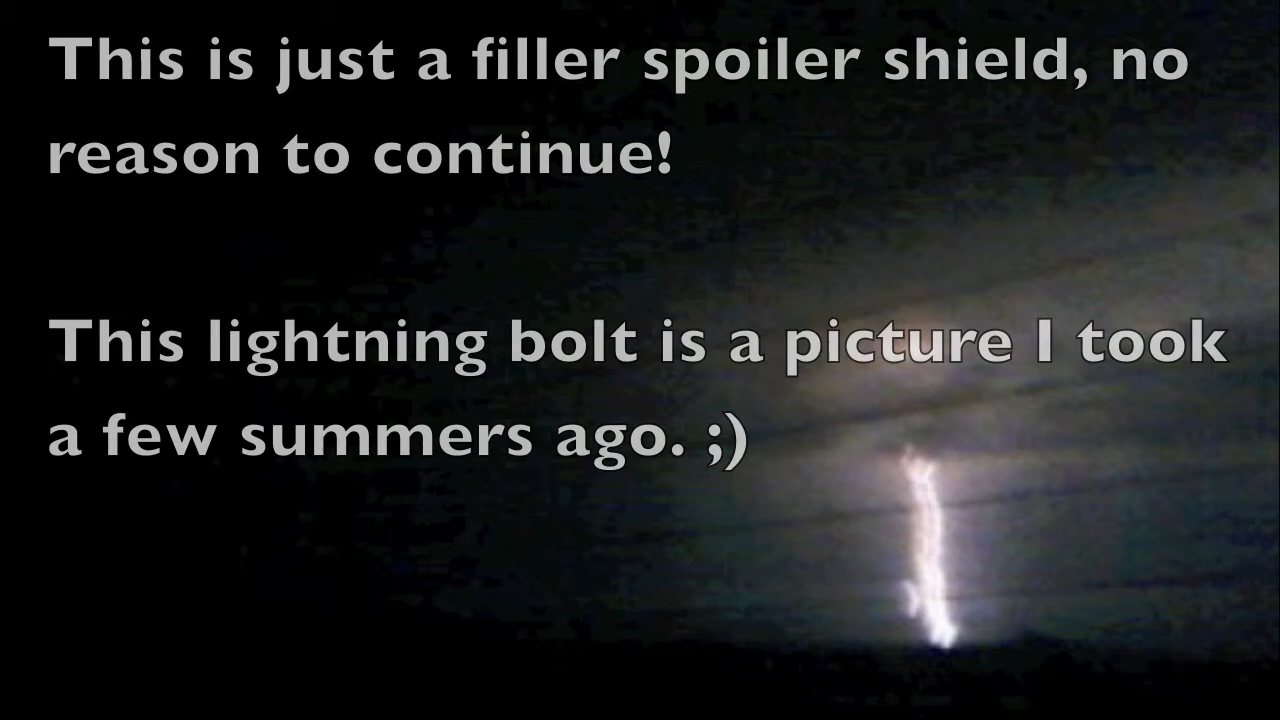 This is just a filler spoiler shield, no
reason to continue!
This lightning bolt is a picture I took
a few summers ago. ;)